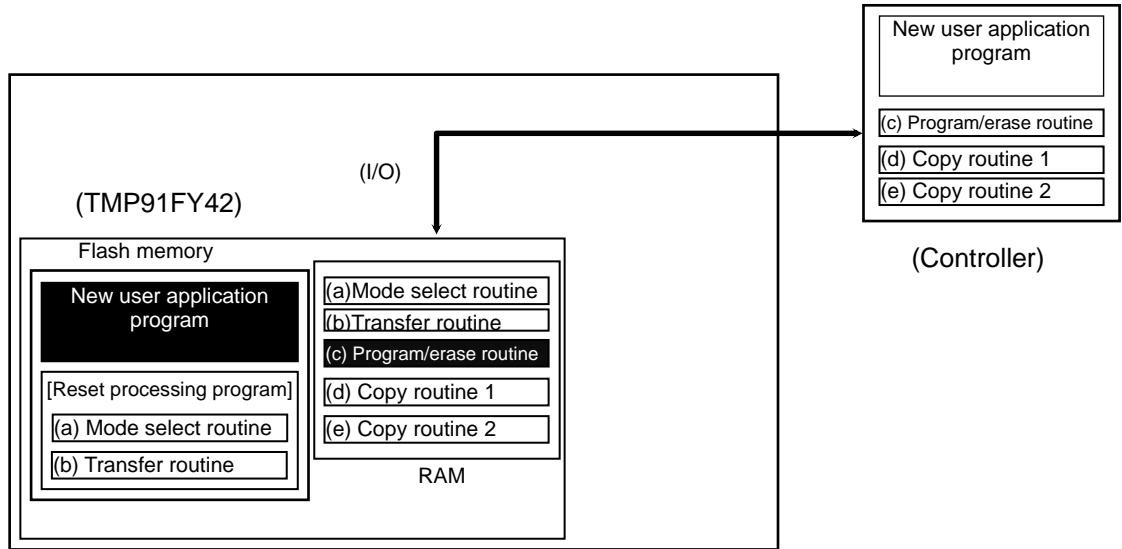 New user application
program
(c) Program/erase routine
(d) Copy routine 1
(e) Copy routine 2
(Controller)
(I/O)
(TMP91FY42)
Flash memory
New user application
program
[Reset processing program]
(a) Mode select routine
(b) Transfer routine
(a)Mode select routine
(b)Transfer routine
(c) Program/erase routine
(d) Copy routine 1
(e) Copy routine 2
RAM